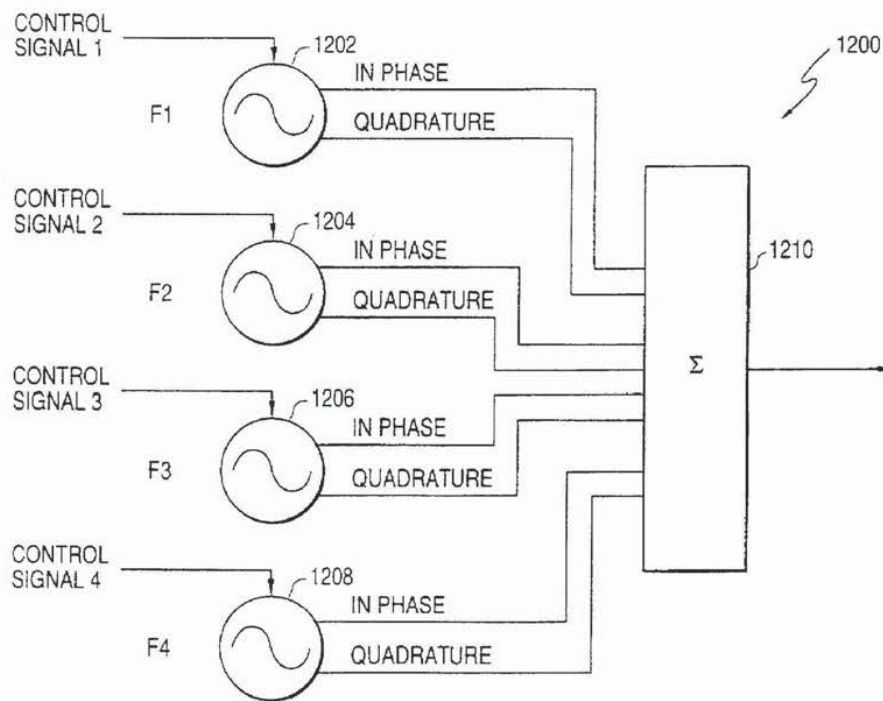 CONTROL
SIGNAL 1
1202
IN PHASE
1200
F1
QUADRATURE
CONTROL
SIGNAL 2
1204
IN PHASE
1210
F2
QUADRATURE
Σ
CONTROL
SIGNAL 3
1206
IN PHASE
F3
QUADRATURE
CONTROL
SIGNAL 4
1208
IN PHASE
F4
QUADRATURE